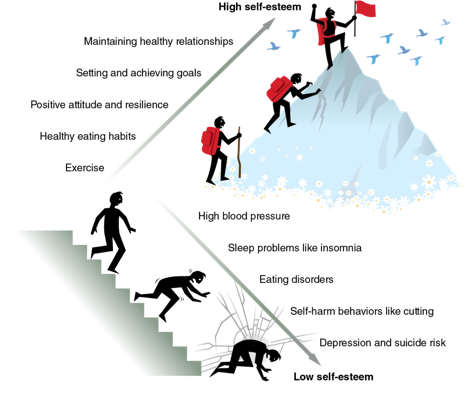 High self-esteem
Maintaining healthy relationships
Setting and achieving goals
Positive attitude and resilience
Healthy eating habits
Exercise
High blood pressure
Sleep problems like insomnia
Eating disorders
Self-harm behaviors like cutting
Depression and suicide risk
Low self-esteem